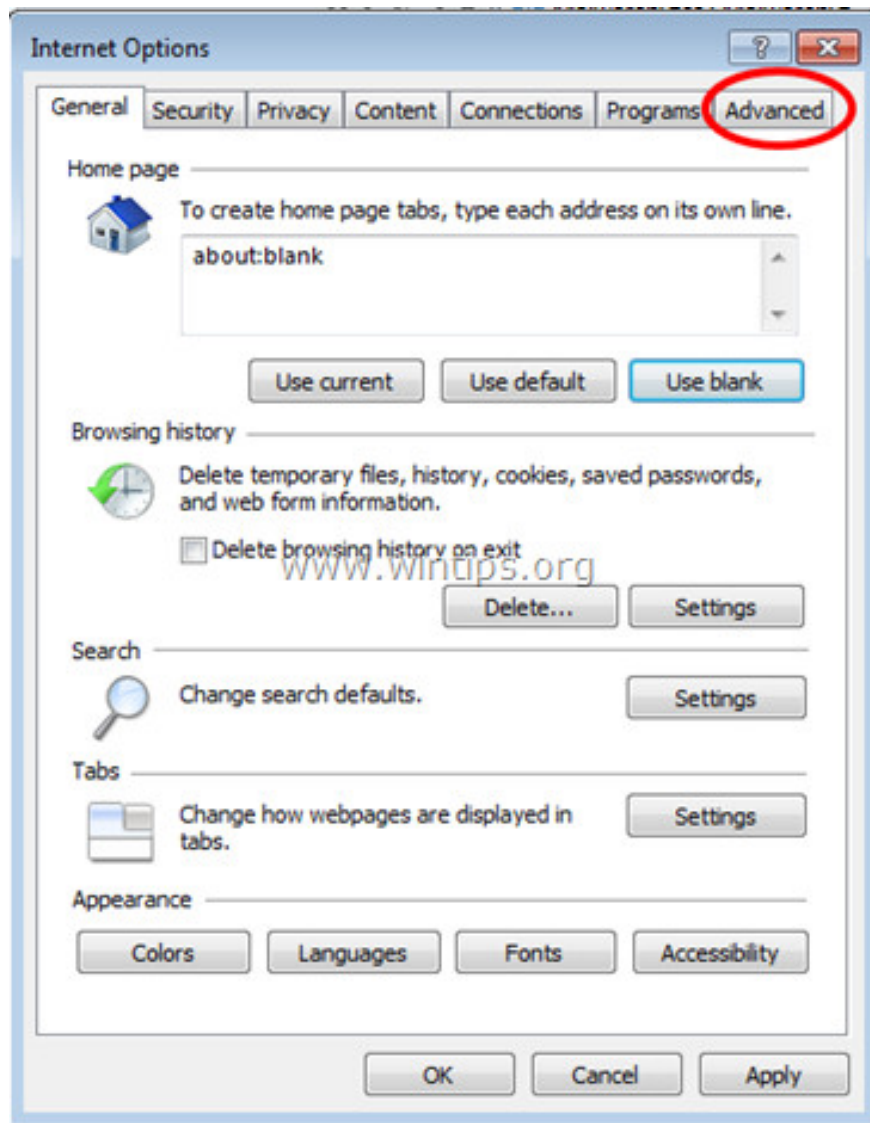 Internet Options
General Security Privacy Content Connections Programs Advanced
Home page
To create home page tabs, type each address on its own line.
about:blank
Use current Use default Use blank
Browsing history
Delete temporary files, history, cookies, saved passwords,
and web form information.
Delete browsing history on exit
www.wintips.org
Delete... Settings
Search
Change search defaults. Settings
Tabs
Change how webpages are displayed in
tabs.
Settings
Appearance
Colors Languages Fonts Accessibility
OK Cancel Apply